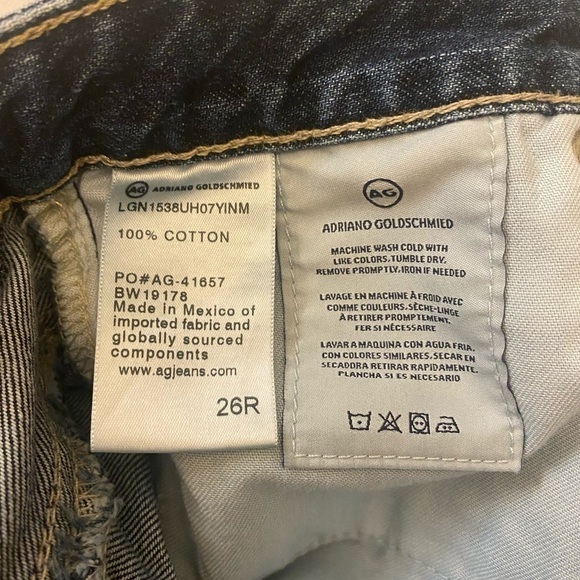 AG ADRIANO GOLDSCHMIED
LGN1538UH07YINM
100% COTTON
PO#AG-41657
BW19178
Made in Mexico of
imported fabric and
globally sourced
components
www.agjeans.com
26R
AG
ADRIANO GOLDSCHMIED
MACHINE WASH COLD WITH
LIKE COLORS. TUMBLE DRY.
REMOVE PROMPTLY. IRON IF NEEDED
LAVAGE EN MACHINE À FROID AVEC
COMME COULEURS. SÈCHE-LINGE
À RETIRER PROMPTEMENT.
FER SI NÉCESSAIRE
LAVAR A MAQUINA CON AGUA FRIA.
CON COLORES SIMILARES. SECAR EN
SECADORA RETIRAR RAPIDAMENTE.
PLANCHA SI ES NECESARIO